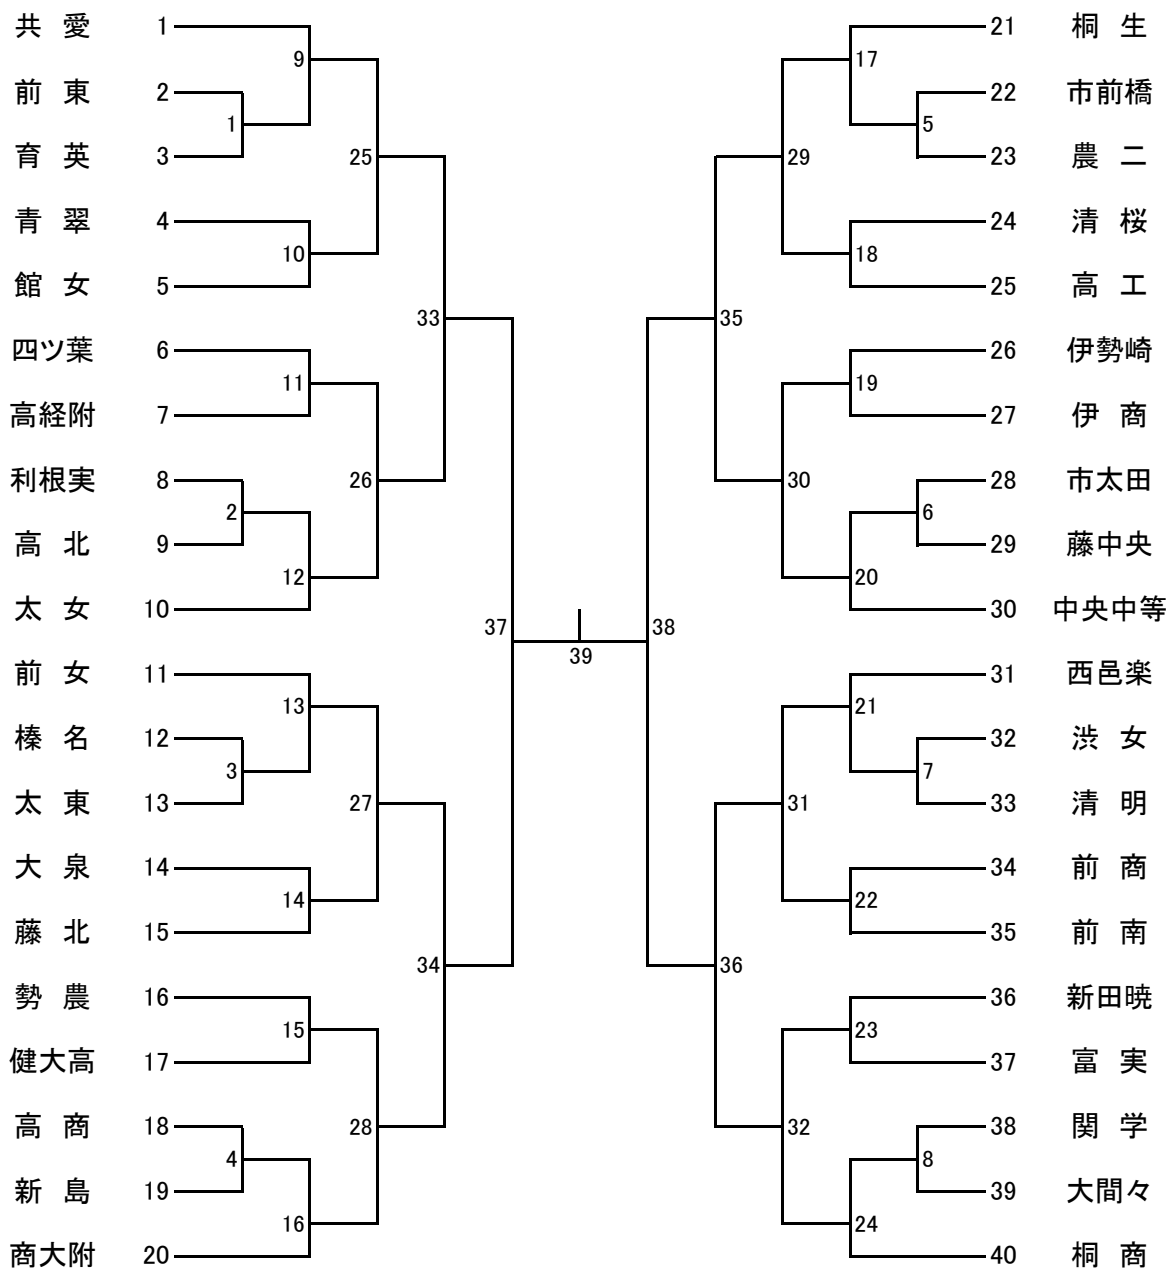 共愛 1
9
前東 2
1
育英 3
25
青翠 4
10
館女 5
33
四ツ葉 6
11
高経附 7
利根実 8
26
2
高北 9
12
太女 10
37
前女 11
13
榛名 12
3
太東 13
27
大泉 14
14
藤北 15
34
勢農 16
15
健大高 17
高商 18
28
4
新島 19
16
商大附 20
39
21 桐生
17
22 市前橋
5
23 農二
29
24 清桜
18
25 高工
35
26 伊勢崎
19
27 伊商
28 市太田
30
6
29 藤中央
20
30 中央中等
38
31 西邑楽
21
32 渋女
7
33 清明
31
34 前商
22
35 前南
36
36 新田暁
23
37 富実
38 関学
32
8
39 大間々
24
40 桐商